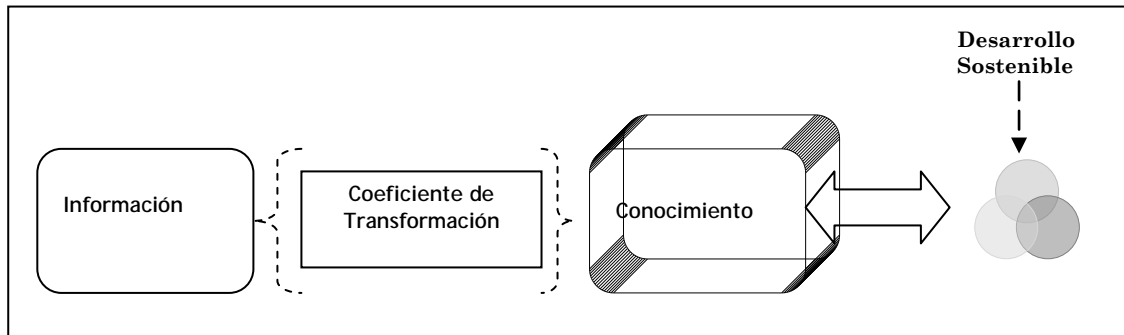 Información
Coeficiente de
Transformación
Conocimiento
Desarrollo
Sostenible